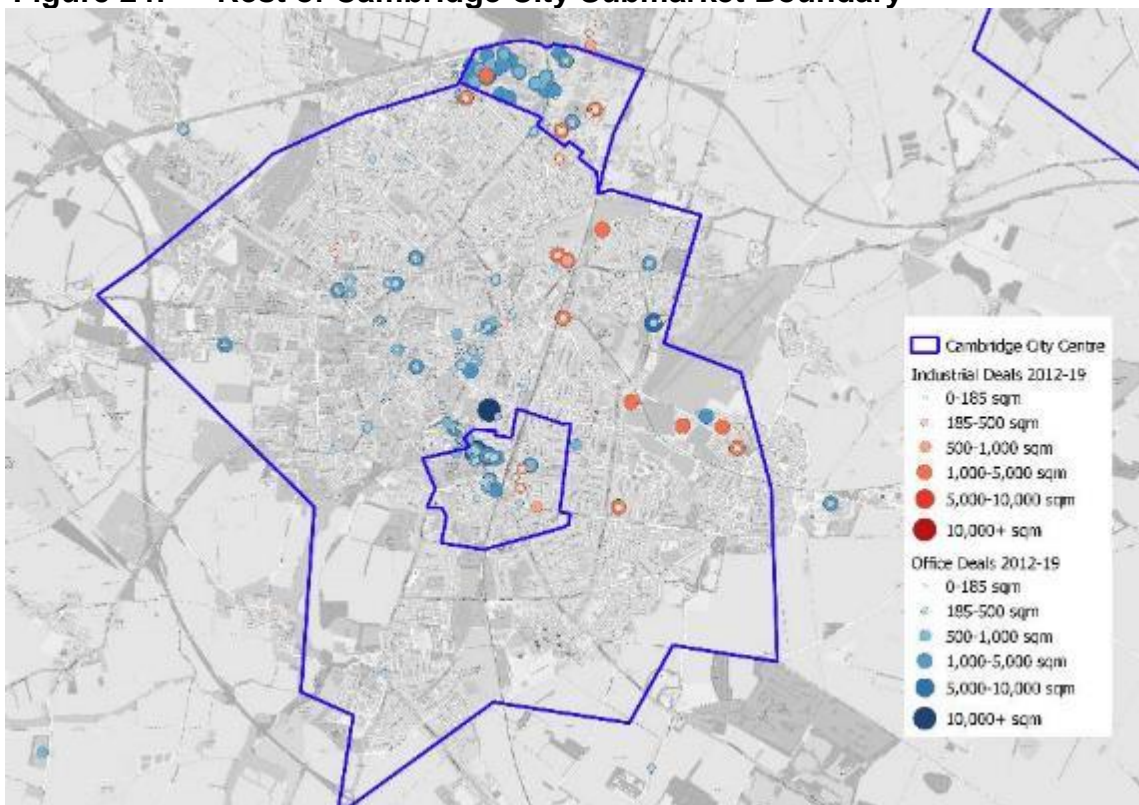 Figure 24. Rest of Cambridge City Submarket Boundary
Cambridge City Centre
Industrial Deals 2012-19
0-185 sqm
185-500 sqm
500-1,000 sqm
1,000-5,000 sqm
5,000-10,000 sqm
10,000+ sqm
Office Deals 2012-19
0-185 sqm
185-500 sqm
500-1,000 sqm
1,000-5,000 sqm
5,000-10,000 sqm
10,000+ sqm